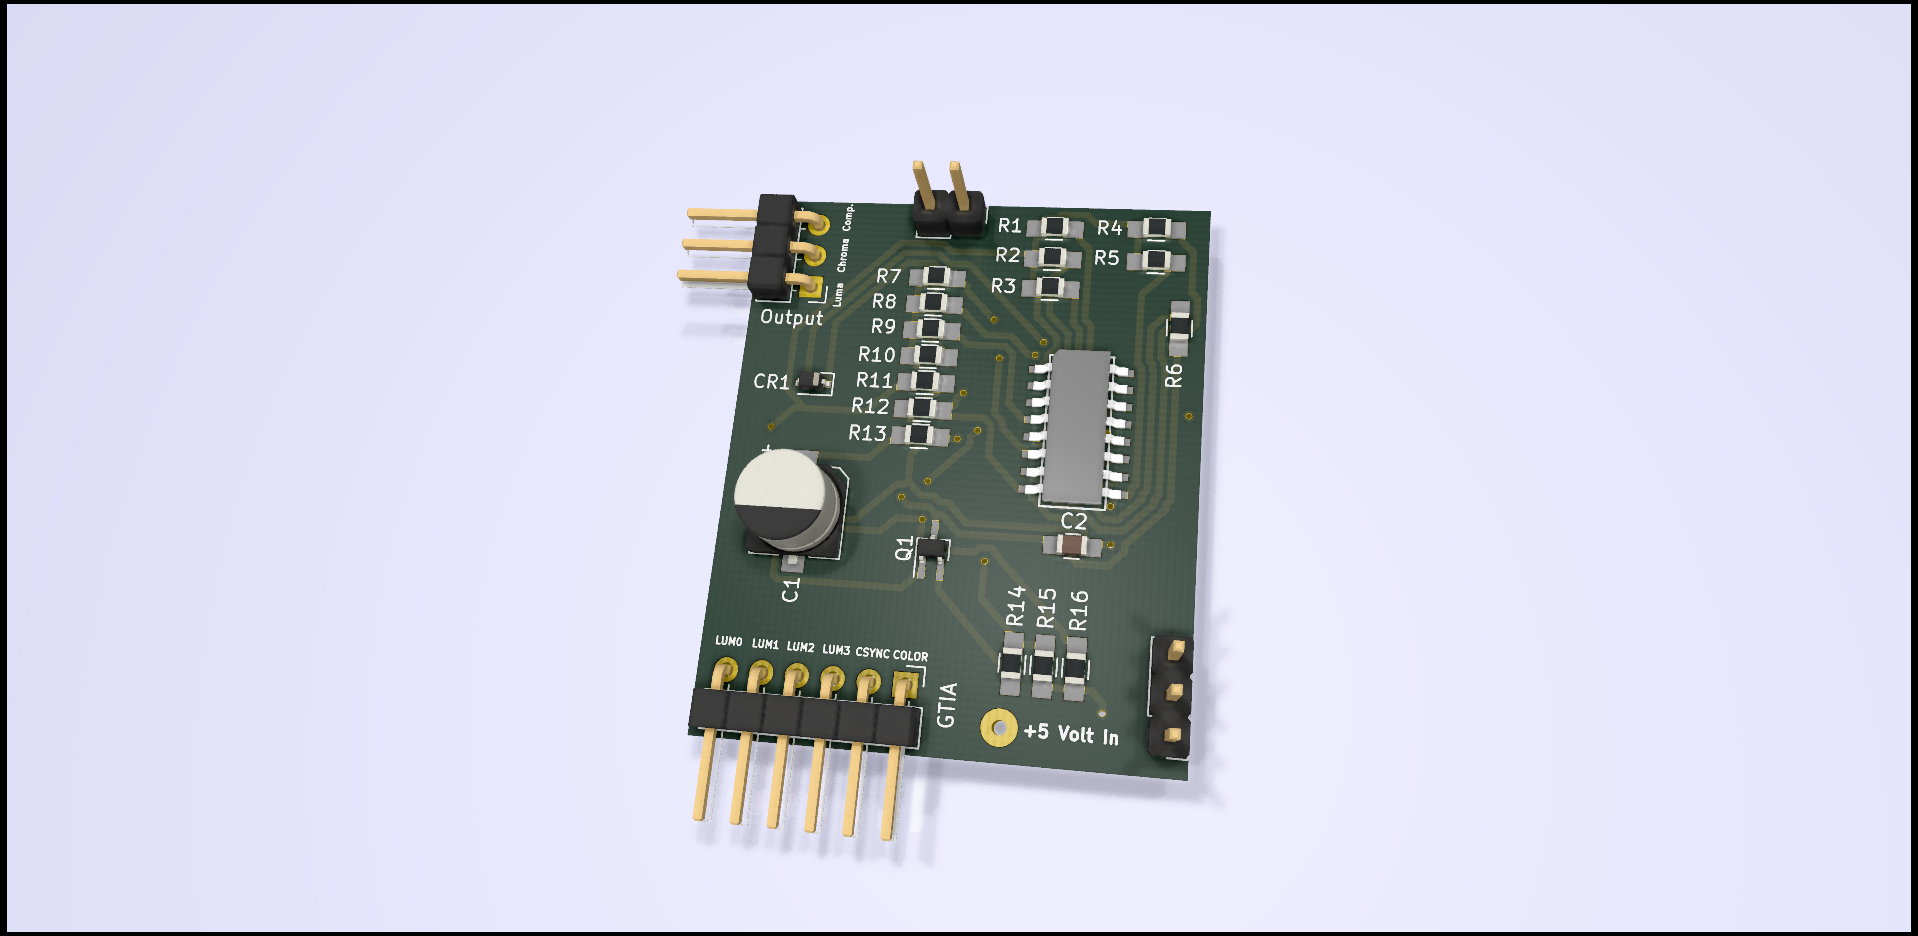 Comp.
Chroma
Luma
Output
R1
R4
R2
R5
R3
R7
R8
R9
R10
R11
R12
R13
R6
CR1
+
C1
C2
Q1
R14
R15
R16
LUM0 LUM1 LUM2 LUM3 CSYNC COLOR
GTIA
+5 Volt In